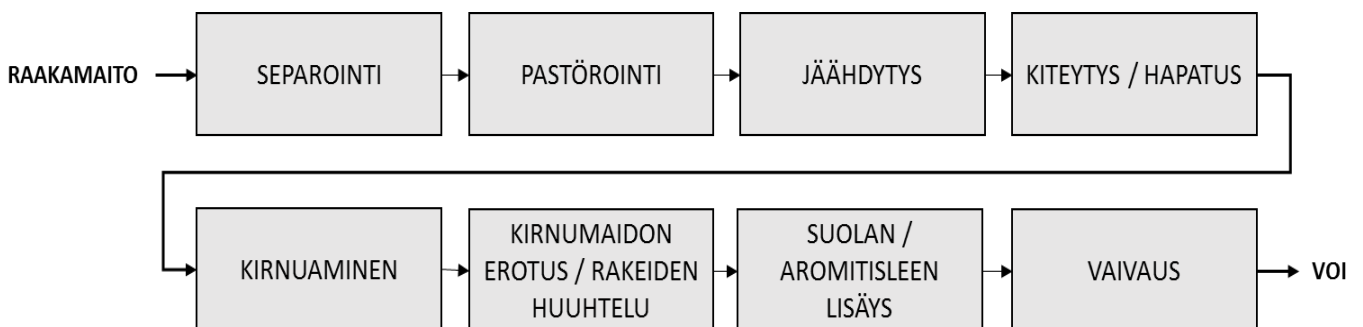 RAAKAMAITO
SEPAROINTI
PASTÖROINTI
JÄÄHDYTYS
KITEYTYS / HAPATUS
KIRNUAMINEN
KIRNUMAIDON
EROTUS / RAKEIDEN
HUUHTELU
SUOLAN /
AROMITISLEEN
LISÄYS
VAIVAUS
VOI